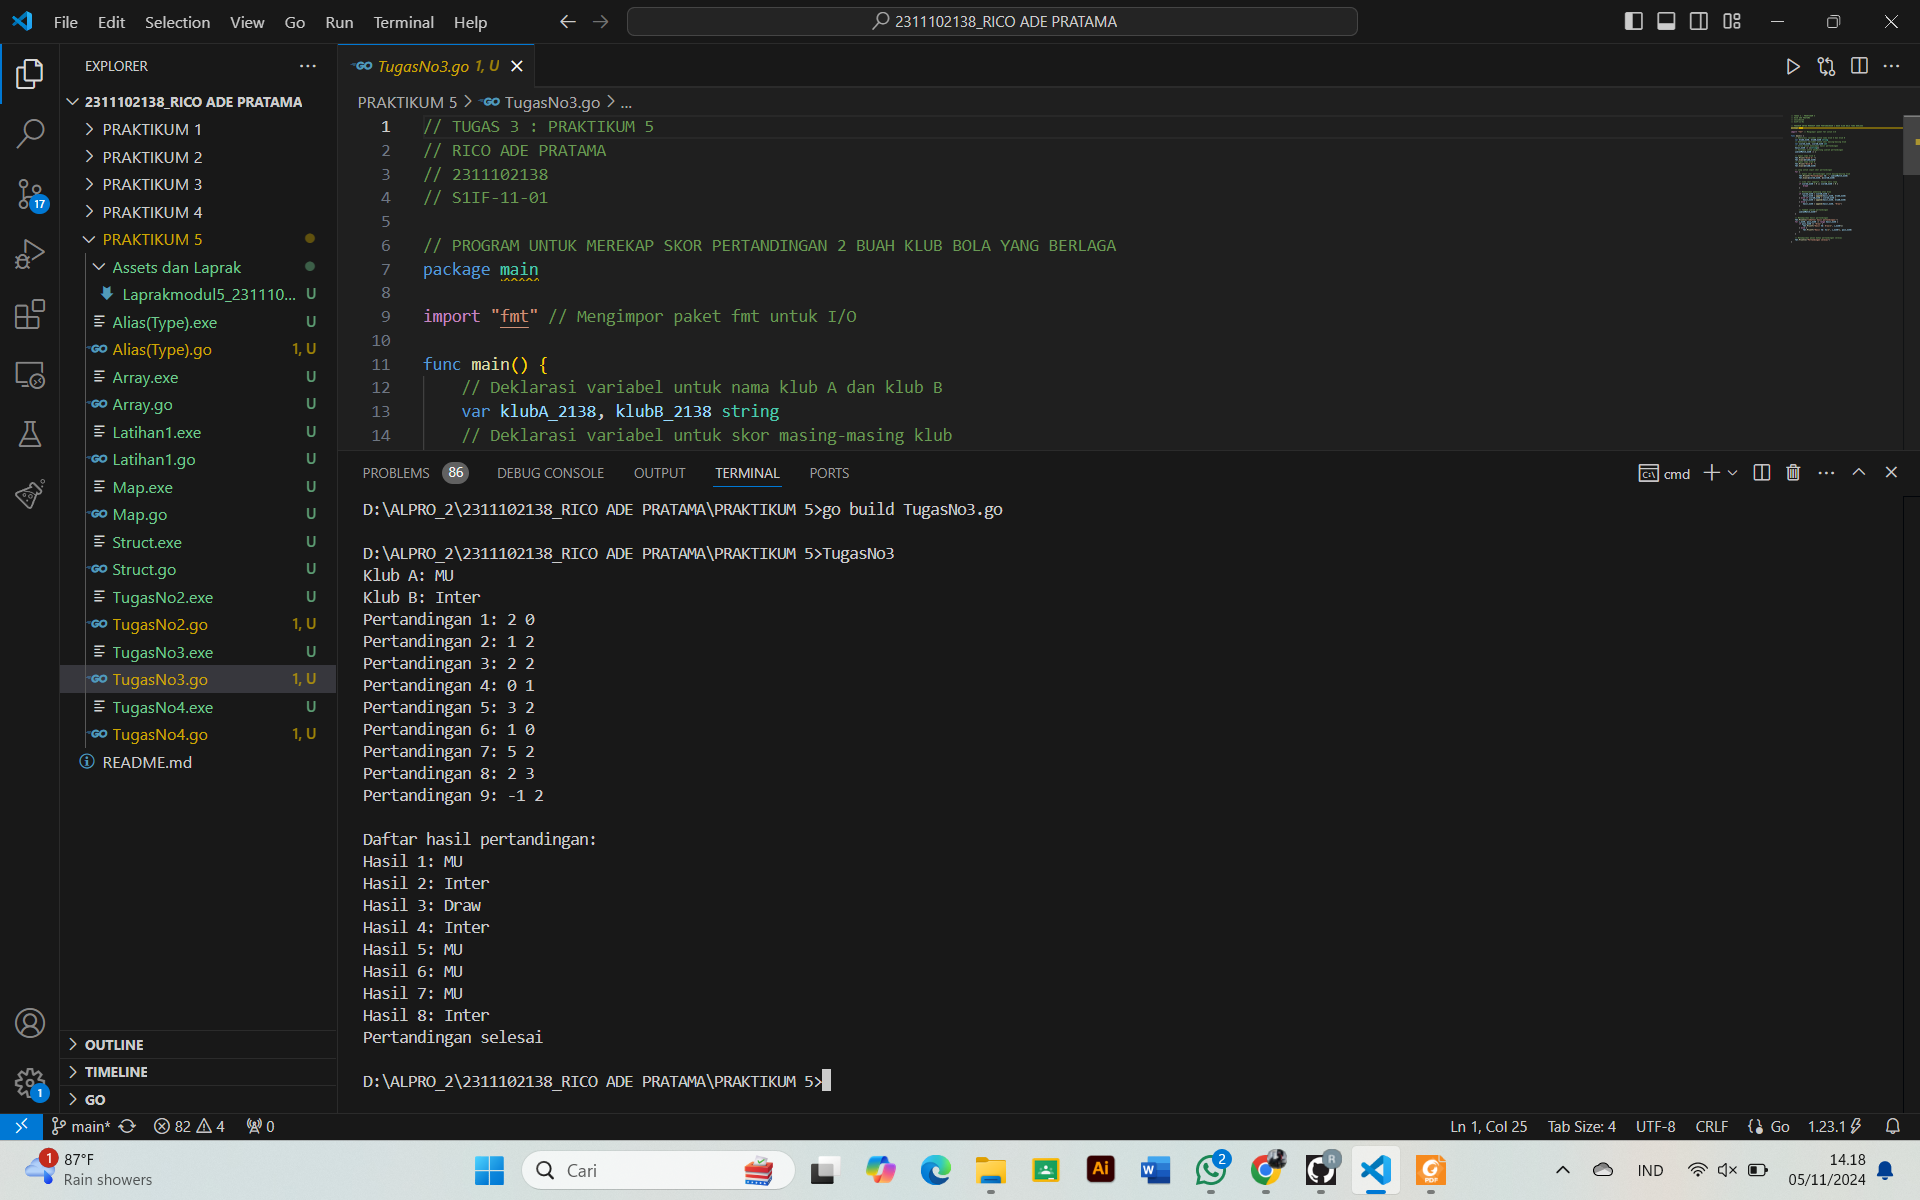 File Edit Selection View Go Run Terminal Help
2311102138_RICO ADE PRATAMA
EXPLORER
2311102138_RICO ADE PRATAMA
PRAKTIKUM 1
PRAKTIKUM 2
PRAKTIKUM 3
PRAKTIKUM 4
PRAKTIKUM 5
Assets dan Laprak
Laprakmodul5_231110... U
Alias(Type).exe U
Alias(Type).go 1, U
Array.exe U
Array.go U
Latihan1.exe U
Latihan1.go U
Map.exe U
Map.go U
Struct.exe U
Struct.go U
TugasNo2.exe U
TugasNo2.go 1, U
TugasNo3.exe U
TugasNo3.go 1, U
TugasNo4.exe U
TugasNo4.go 1, U
README.md
OUTLINE
TIMELINE
GO
17
1
GO TugasNo3.go 1, U
PRAKTIKUM 5 > GO TugasNo3.go > ...
1 // TUGAS 3 : PRAKTIKUM 5
2 // RICO ADE PRATAMA
3 // 2311102138
4 // S1IF-11-01
5
6 // PROGRAM UNTUK MEREKAP SKOR PERTANDINGAN 2 BUAH KLUB BOLA YANG BERLAGA
7 package main
8
9 import "fmt" // Mengimpor paket fmt untuk I/O
10
11 func main() {
12 // Deklarasi variabel untuk nama klub A dan klub B
13 var klubA_2138, klubB_2138 string
14 // Deklarasi variabel untuk skor masing-masing klub
PROBLEMS 86 DEBUG CONSOLE OUTPUT TERMINAL PORTS
cmd
D:\ALPRO_2\2311102138_RICO ADE PRATAMA\PRAKTIKUM 5>go build TugasNo3.go
D:\ALPRO_2\2311102138_RICO ADE PRATAMA\PRAKTIKUM 5>TugasNo3
Klub A: MU
Klub B: Inter
Pertandingan 1: 2 0
Pertandingan 2: 1 2
Pertandingan 3: 2 2
Pertandingan 4: 0 1
Pertandingan 5: 3 2
Pertandingan 6: 1 0
Pertandingan 7: 5 2
Pertandingan 8: 2 3
Pertandingan 9: -1 2
Daftar hasil pertandingan:
Hasil 1: MU
Hasil 2: Inter
Hasil 3: Draw
Hasil 4: Inter
Hasil 5: MU
Hasil 6: MU
Hasil 7: MU
Hasil 8: Inter
Pertandingan selesai
D:\ALPRO_2\2311102138_RICO ADE PRATAMA\PRAKTIKUM 5>
main* 82 4 0
Ln 1, Col 25 Tab Size: 4 UTF-8 CRLF Go 1.23.1
1
87°F
Rain showers
Cari
Ai
W
2
R
PDF
IND
14.18
05/11/2024